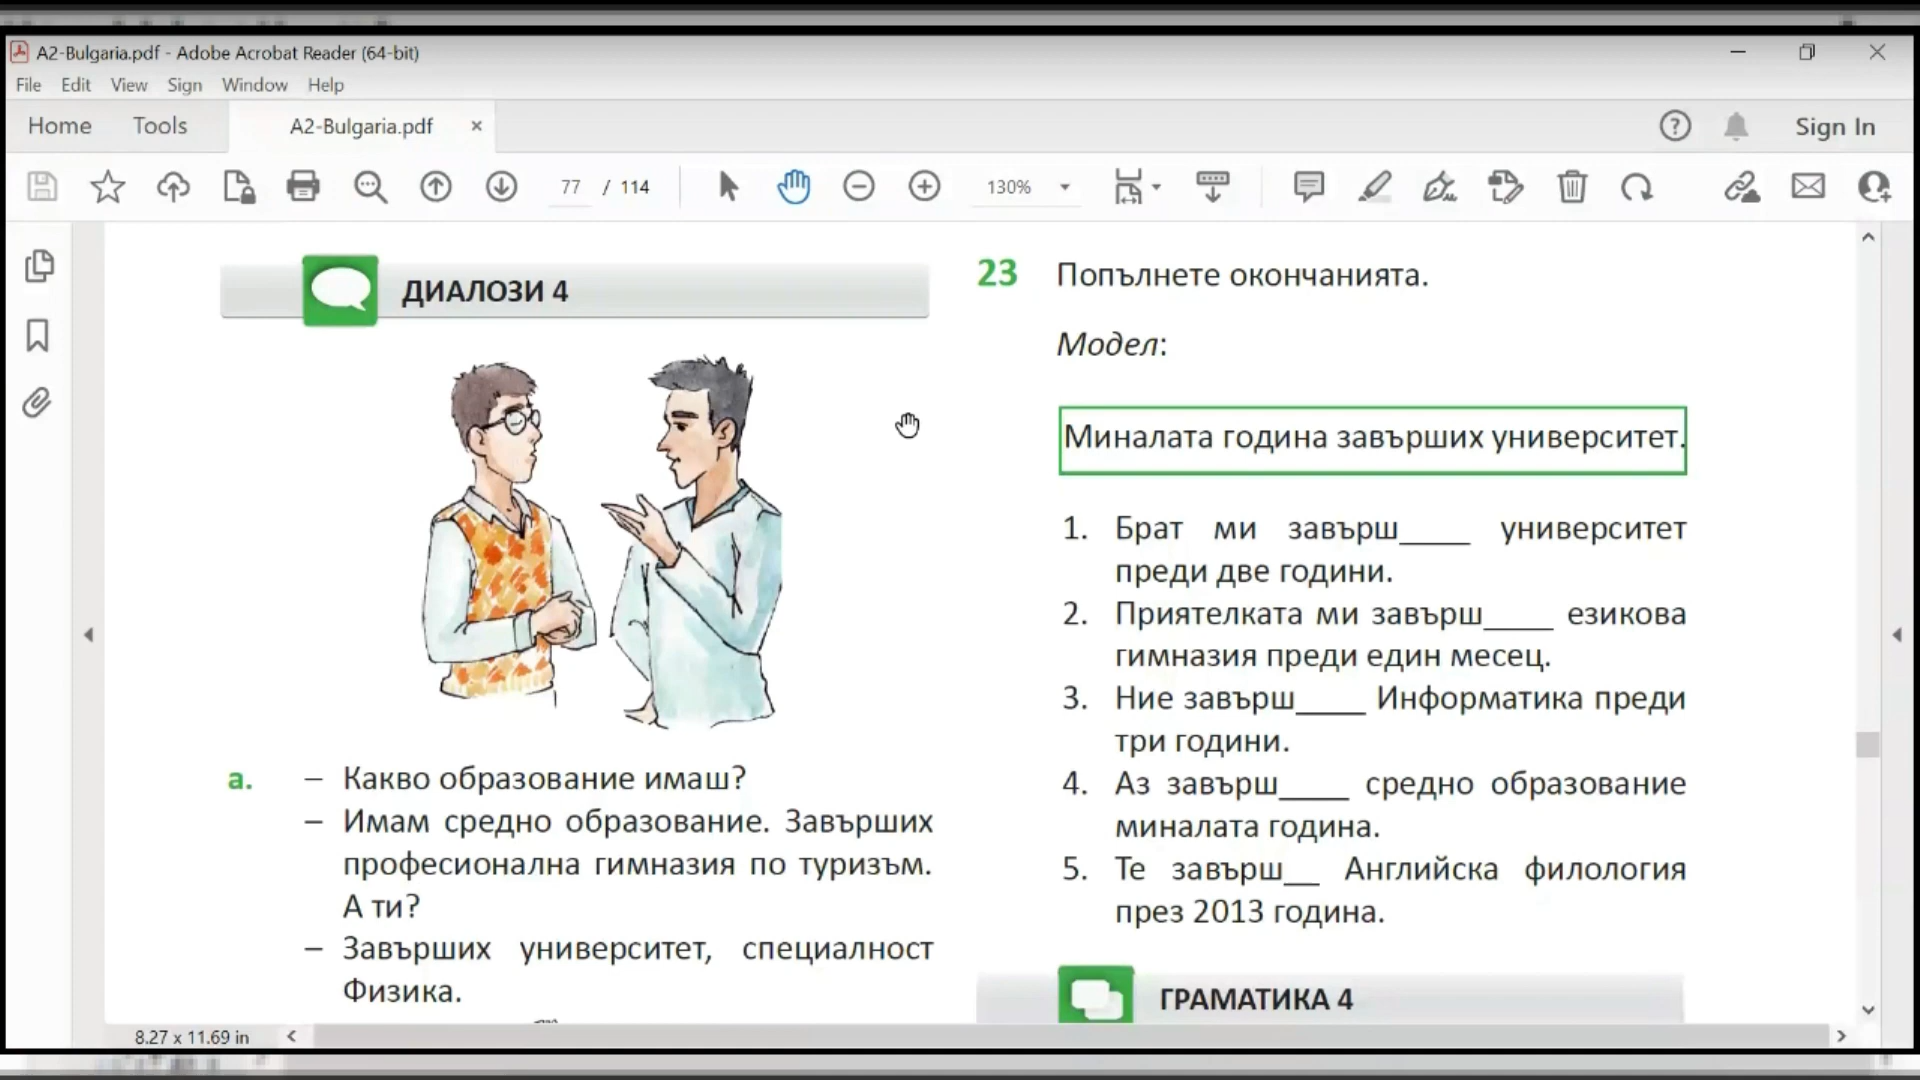 A2-Bulgaria.pdf - Adobe Acrobat Reader (64-bit)
File Edit View Sign Window Help
Home Tools A2-Bulgaria.pdf × Sign In
77 / 114 130%
ДИАЛОЗИ 4
а. – Какво образование имаш?
– Имам средно образование. Завърших
професионална гимназия по туризъм.
А ти?
– Завърших университет, специалност
Физика.
23 Попълнете окончанията.
Модел:
Миналата година завърших университет.
1. Брат ми завърш____ университет
преди две години.
2. Приятелката ми завърш____ езикова
гимназия преди един месец.
3. Ние завърш____ Информатика преди
три години.
4. Аз завърш____ средно образование
миналата година.
5. Те завърш__ Английска филология
през 2013 година.
ГРАМАТИКА 4
8.27 x 11.69 in